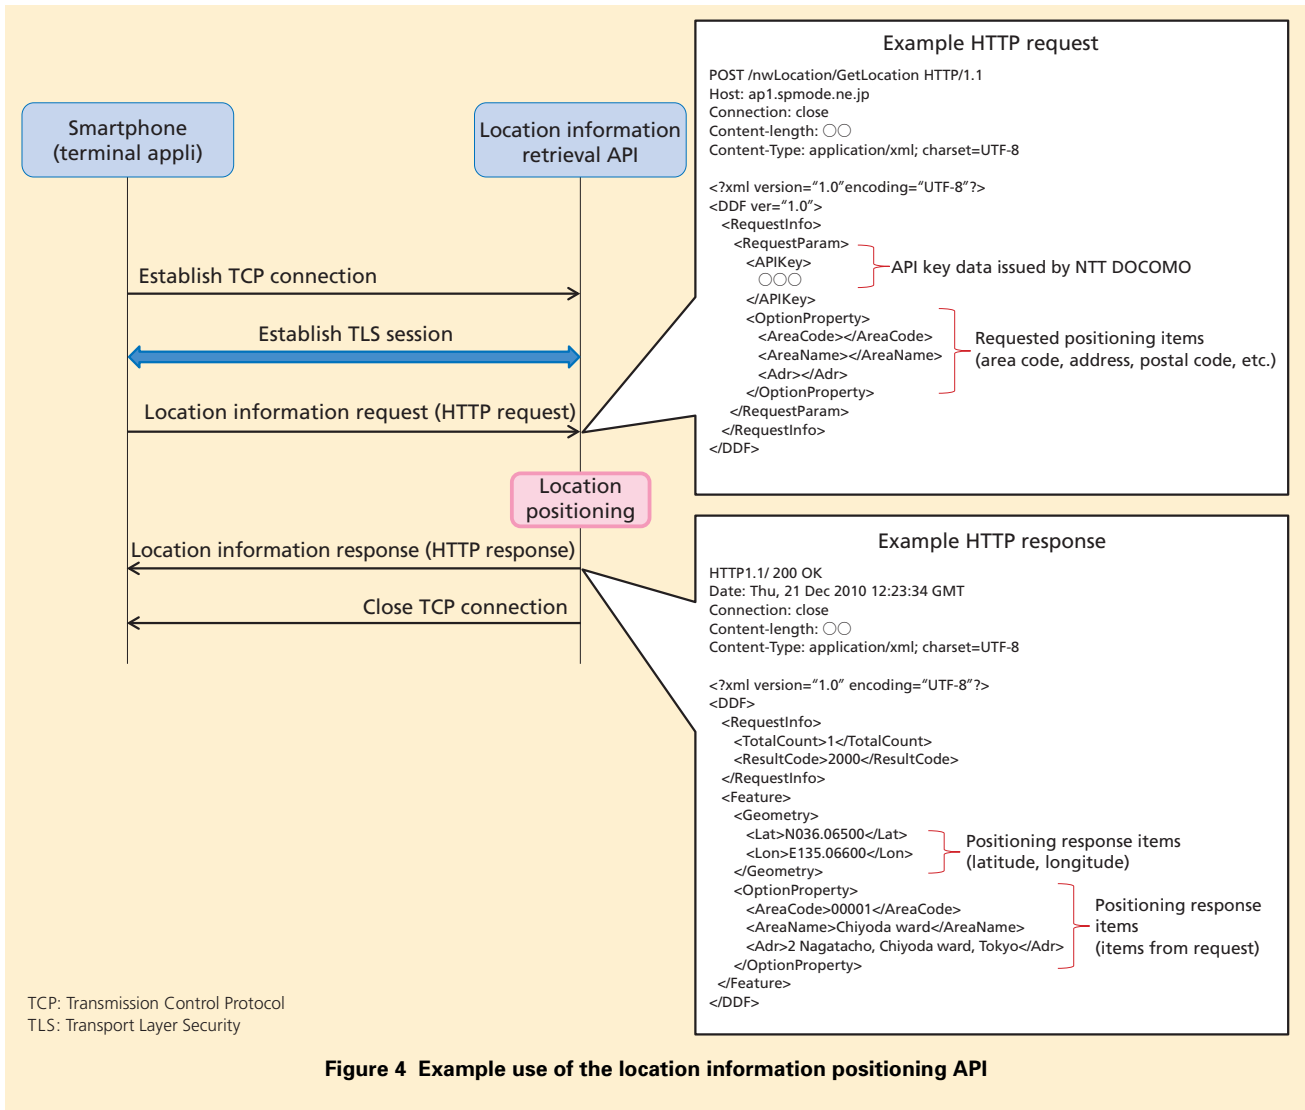 Smartphone
(terminal appli)
Location information
retrieval API
Establish TCP connection
Establish TLS session
Location information request (HTTP request)
Location
positioning
Location information response (HTTP response)
Close TCP connection
Example HTTP request
POST /nwLocation/GetLocation HTTP/1.1
Host: ap1.spmode.ne.jp
Connection: close
Content-length: ○○
Content-Type: application/xml; charset=UTF-8
<?xml version="1.0"encoding="UTF-8"?>
<DDF ver="1.0">
<RequestInfo>
<RequestParam>
<APIKey>
○○○
</APIKey>
API key data issued by NTT DOCOMO
<OptionProperty>
<AreaCode></AreaCode>
<AreaName></AreaName>
<Adr></Adr>
</OptionProperty>
Requested positioning items
(area code, address, postal code, etc.)
</RequestParam>
</RequestInfo>
</DDF>
Example HTTP response
HTTP1.1/ 200 OK
Date: Thu, 21 Dec 2010 12:23:34 GMT
Connection: close
Content-length: ○○
Content-Type: application/xml; charset=UTF-8
<?xml version="1.0" encoding="UTF-8"?>
<DDF>
<RequestInfo>
<TotalCount>1</TotalCount>
<ResultCode>2000</ResultCode>
</RequestInfo>
<Feature>
<Geometry>
<Lat>N036.06500</Lat>
<Lon>E135.06600</Lon>
</Geometry>
Positioning response items
(latitude, longitude)
<OptionProperty>
<AreaCode>00001</AreaCode>
<AreaName>Chiyoda ward</AreaName>
<Adr>2 Nagatacho, Chiyoda ward, Tokyo</Adr>
</OptionProperty>
Positioning response
items
(items from request)
</Feature>
</DDF>
TCP: Transmission Control Protocol
TLS: Transport Layer Security
Figure 4 Example use of the location information positioning API